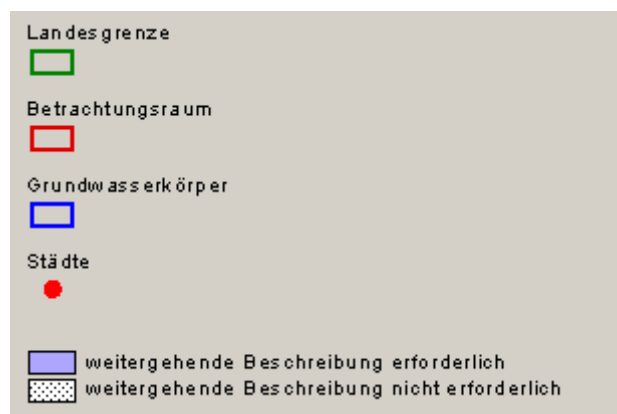 Landesgrenze
Betrachtungsraum
Grundwasserkörper
Städte
weitergehende Beschreibung erforderlich
weitergehende Beschreibung nicht erforderlich